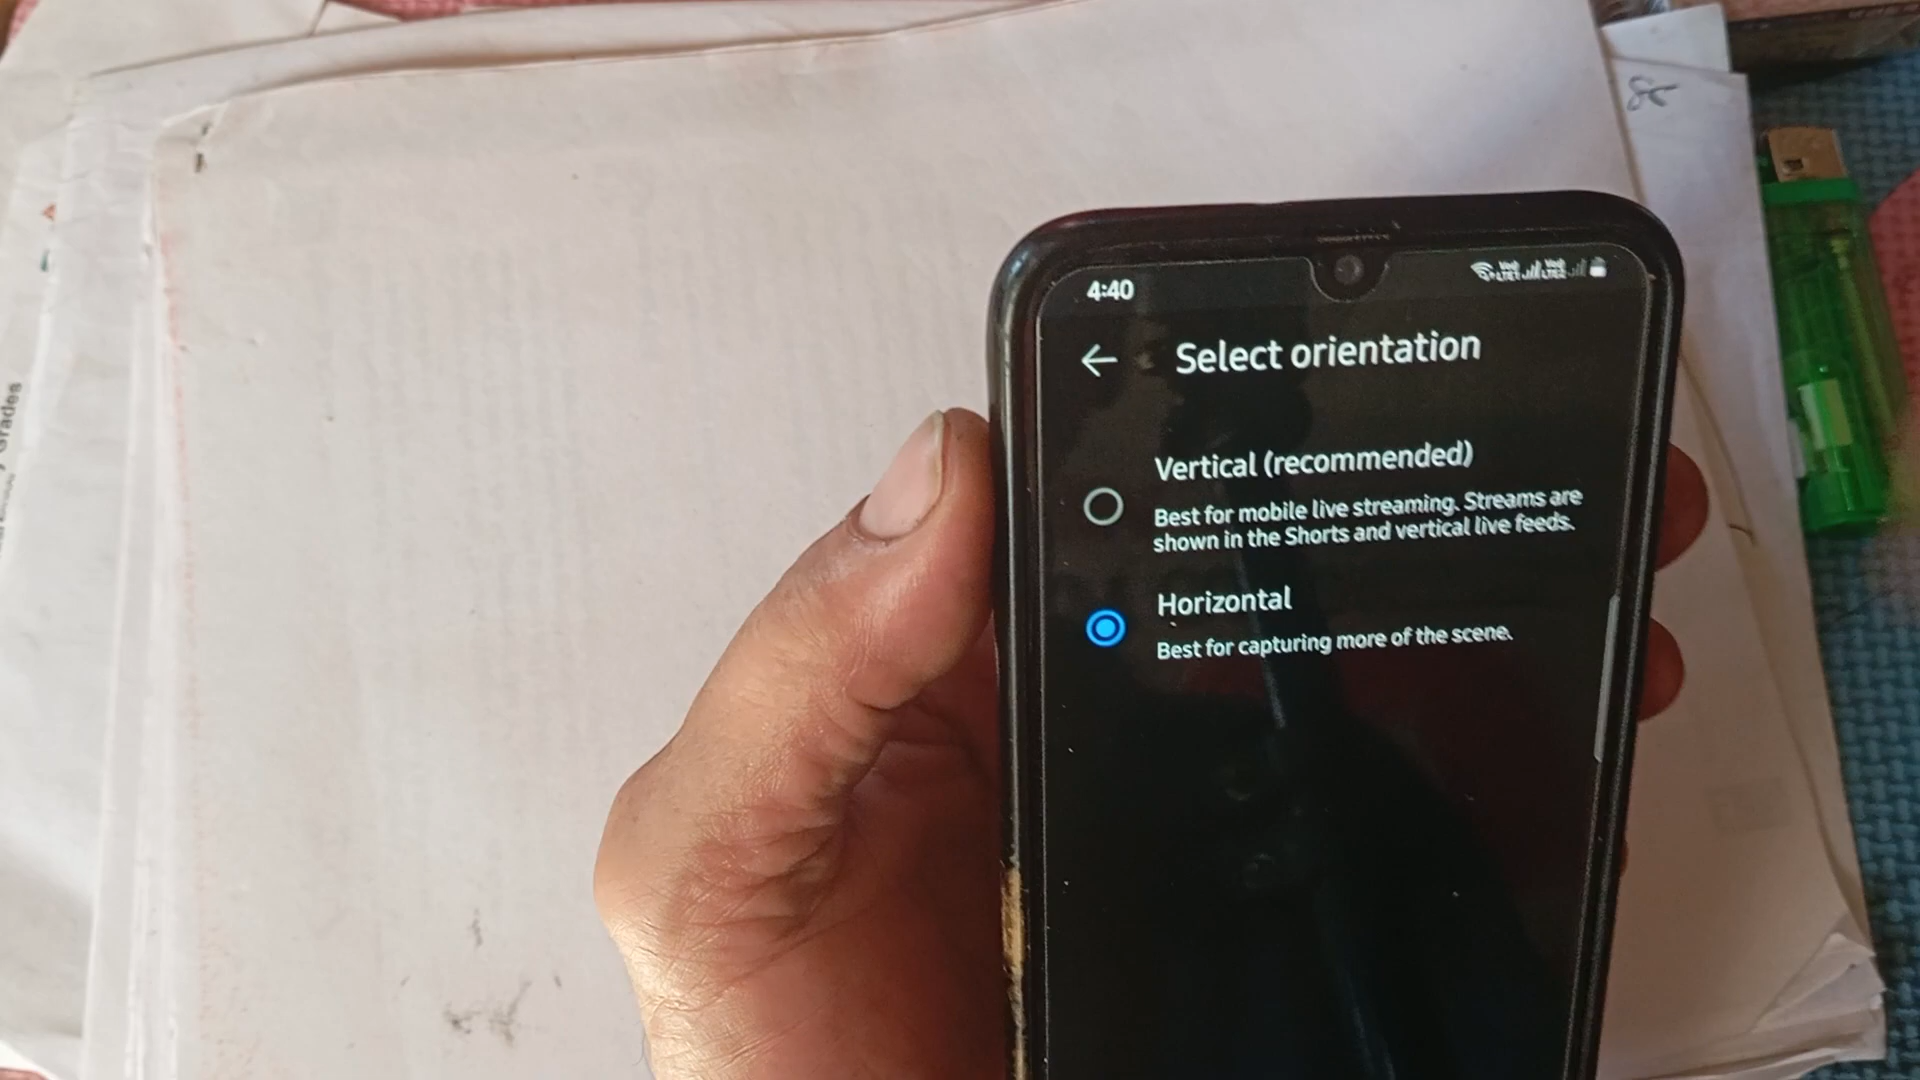 Grades
4:40
Select orientation
Vertical (recommended)
Best for mobile live streaming. Streams are
shown in the Shorts and vertical live feeds.
Horizontal
Best for capturing more of the scene.